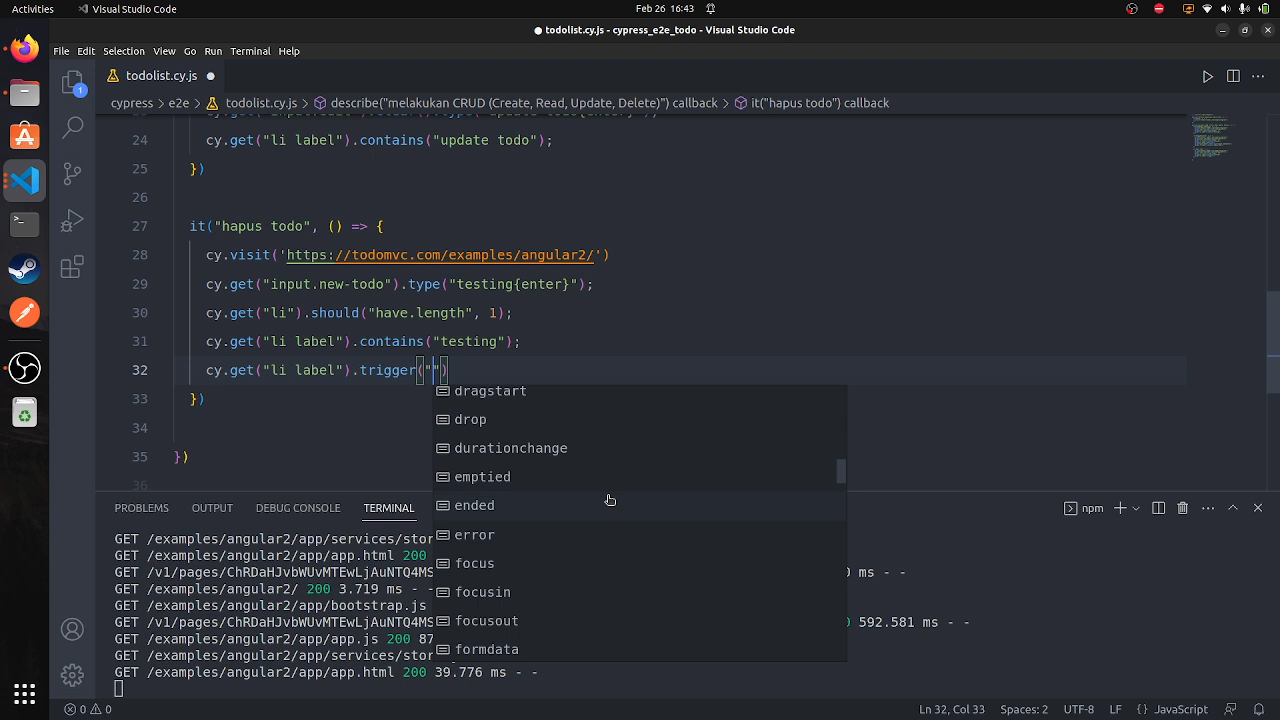 Activities
Visual Studio Code
Feb 26 16:43
todolist.cy.js - cypress_e2e_todo - Visual Studio Code
File Edit Selection View Go Run Terminal Help
1
todolist.cy.js
cypress > e2e > todolist.cy.js > describe("melakukan CRUD (Create, Read, Update, Delete)") callback > it("hapus todo") callback
24 cy.get("li label").contains("update todo");
25 })
26
27 it("hapus todo", () => {
28 cy.visit('https://todomvc.com/examples/angular2/')
29 cy.get("input.new-todo").type("testing{enter}");
30 cy.get("li").should("have.length", 1);
31 cy.get("li label").contains("testing");
32 cy.get("li label").trigger("")
33 })
34
35 })
36
dragstart
drop
durationchange
emptied
ended
error
focus
focusin
focusout
formdata
PROBLEMS OUTPUT DEBUG CONSOLE TERMINAL
npm
GET /examples/angular2/app/services/stor
GET /examples/angular2/app/app.html 200
GET /v1/pages/ChRDaHJvbWUvMTEwLjAuNTQ4MS 0 ms - -
GET /examples/angular2/ 200 3.719 ms - -
GET /examples/angular2/app/bootstrap.js
GET /v1/pages/ChRDaHJvbWUvMTEwLjAuNTQ4MS 0 592.581 ms - -
GET /examples/angular2/app/app.js 200 87
GET /examples/angular2/app/services/stor
GET /examples/angular2/app/app.html 200 39.776 ms - -
0 0
Ln 32, Col 33 Spaces: 2 UTF-8 LF {} JavaScript